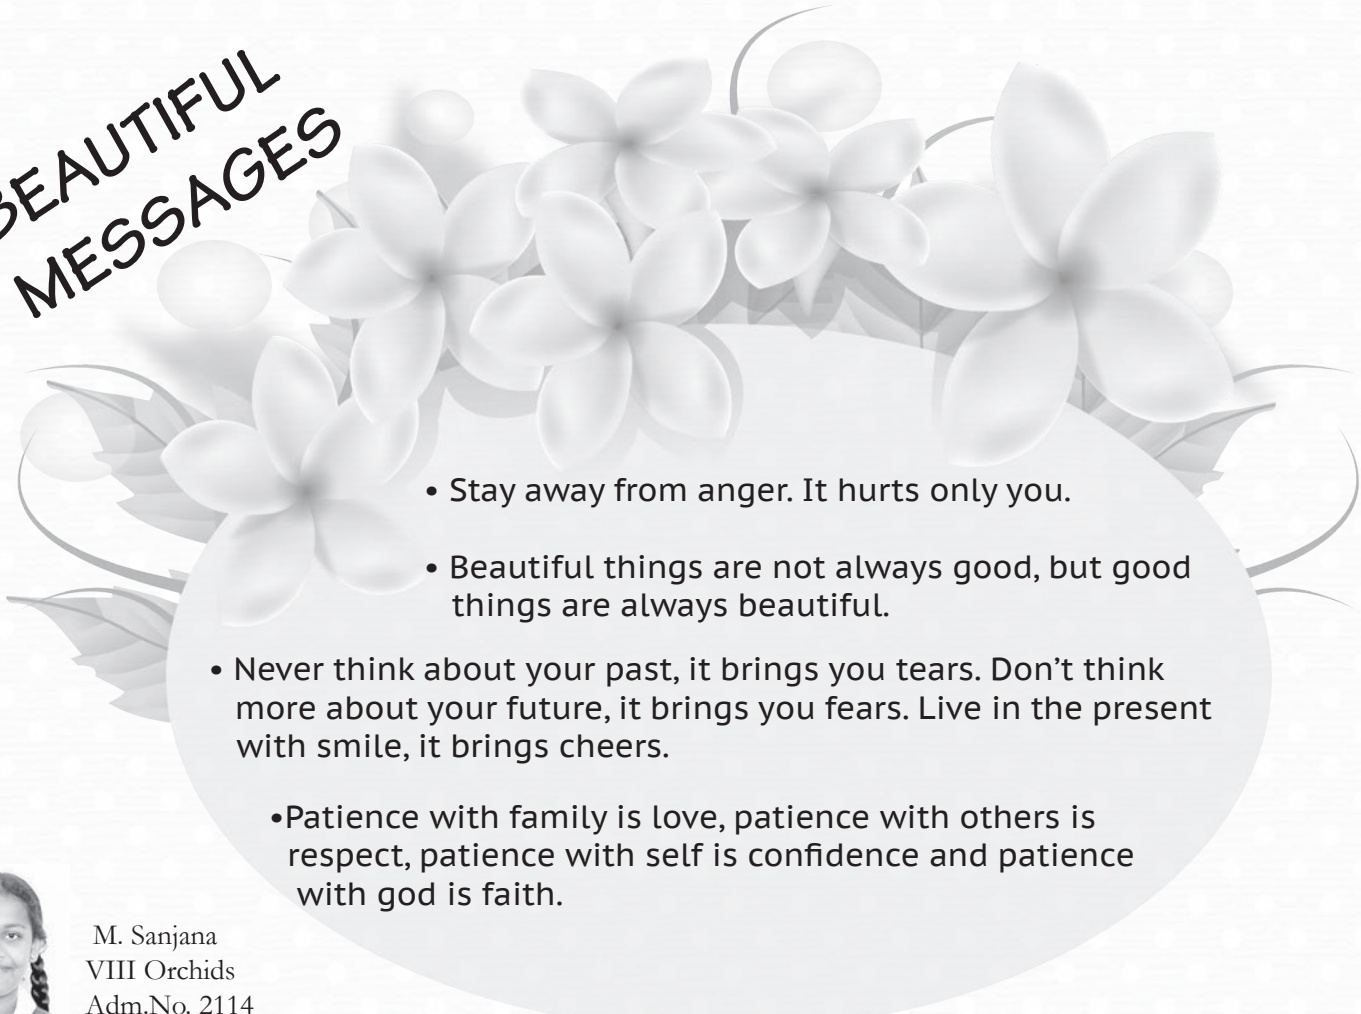 BEAUTIFUL
MESSAGES
• Stay away from anger. It hurts only you.
• Beautiful things are not always good, but good
things are always beautiful.
• Never think about your past, it brings you tears. Don’t think
more about your future, it brings you fears. Live in the present
with smile, it brings cheers.
•Patience with family is love, patience with others is
respect, patience with self is confidence and patience
with god is faith.
M. Sanjana
VIII Orchids
Adm.No. 2114